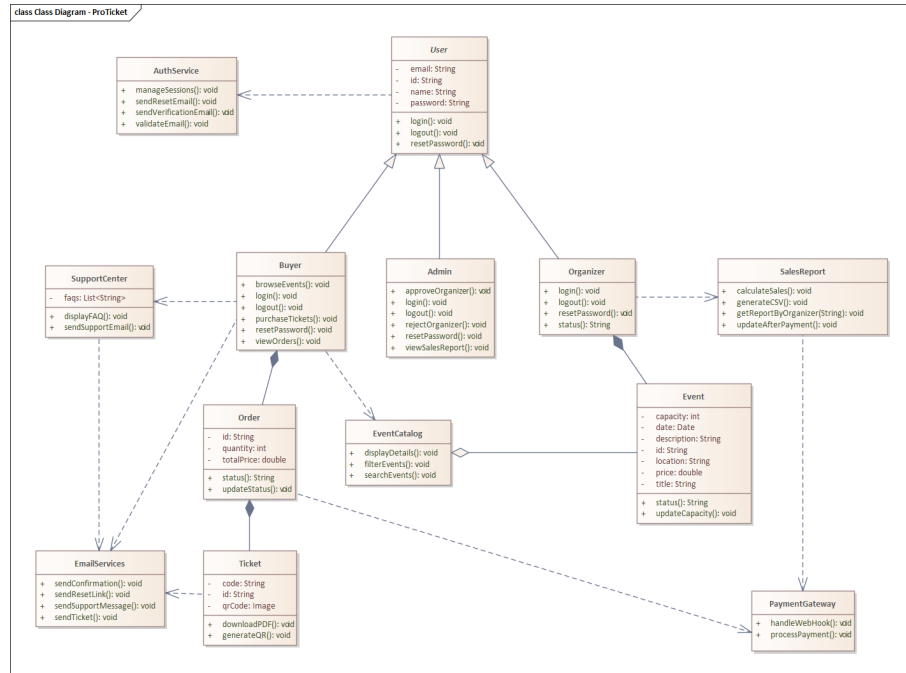 class Class Diagram - ProTicket
User
- email: String
- id: String
- name: String
- password: String
+ login(): void
+ logout(): void
+ resetPassword(): void
AuthService
+ manageSessions(): void
+ sendResetEmail(): void
+ sendVerificationEmail(): void
+ validateEmail(): void
SupportCenter
- faqs: List<String>
+ displayFAQ(): void
+ sendSupportEmail(): void
Buyer
+ browseEvents(): void
+ login(): void
+ logout(): void
+ purchaseTickets(): void
+ resetPassword(): void
+ viewOrders(): void
Admin
+ approveOrganizer(): void
+ login(): void
+ logout(): void
+ rejectOrganizer(): void
+ resetPassword(): void
+ viewSalesReport(): void
Organizer
+ login(): void
+ logout(): void
+ resetPassword(): void
+ status(): String
SalesReport
+ calculateSales(): void
+ generateCSV(): void
+ getReportByOrganizer(String): void
+ updateAfterPayment(): void
Order
- id: String
- quantity: int
- totalPrice: double
+ status(): String
+ updateStatus(): void
EventCatalog
+ displayDetails(): void
+ filterEvents(): void
+ searchEvents(): void
Event
- capacity: int
- date: Date
- description: String
- id: String
- location: String
- price: double
- title: String
+ status(): String
+ updateCapacity(): void
EmailServices
+ sendConfirmation(): void
+ sendResetLink(): void
+ sendSupportMessage(): void
+ sendTicket(): void
Ticket
- code: String
- id: String
- qrCode: Image
+ downloadPDF(): void
+ generateQR(): void
PaymentGateway
+ handleWebHook(): void
+ processPayment(): void